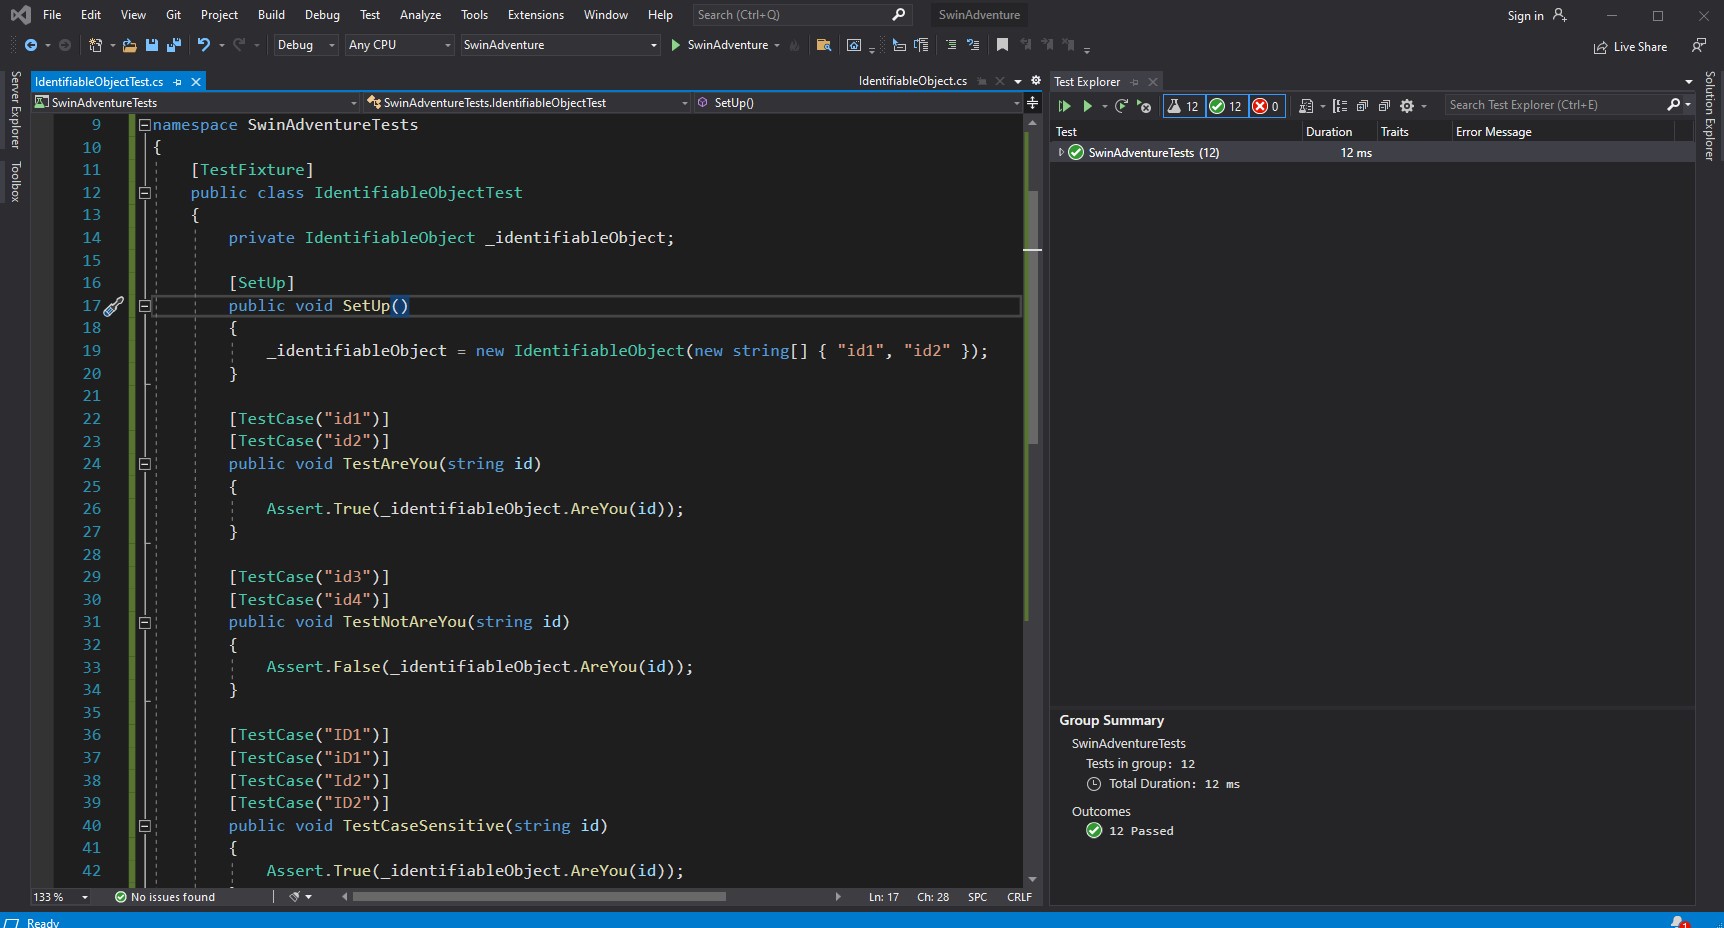 File Edit View Git Project Build Debug Test Analyze Tools Extensions Window Help Search (Ctrl+Q) SwinAdventure Sign in
Debug Any CPU SwinAdventure SwinAdventure Live Share
Server Explorer
Toolbox
IdentifiableObjectTest.cs IdentifiableObject.cs
SwinAdventureTests SwinAdventureTests.IdentifiableObjectTest SetUp()
9 namespace SwinAdventureTests
10 {
11 [TestFixture]
12 public class IdentifiableObjectTest
13 {
14 private IdentifiableObject _identifiableObject;
15
16 [SetUp]
17 public void SetUp()
18 {
19 _identifiableObject = new IdentifiableObject(new string[] { "id1", "id2" });
20 }
21
22 [TestCase("id1")]
23 [TestCase("id2")]
24 public void TestAreYou(string id)
25 {
26 Assert.True(_identifiableObject.AreYou(id));
27 }
28
29 [TestCase("id3")]
30 [TestCase("id4")]
31 public void TestNotAreYou(string id)
32 {
33 Assert.False(_identifiableObject.AreYou(id));
34 }
35
36 [TestCase("ID1")]
37 [TestCase("iD1")]
38 [TestCase("Id2")]
39 [TestCase("ID2")]
40 public void TestCaseSensitive(string id)
41 {
42 Assert.True(_identifiableObject.AreYou(id));
133 % No issues found Ln: 17 Ch: 28 SPC CRLF
Test Explorer
12 12 0 Search Test Explorer (Ctrl+E)
Test Duration Traits Error Message
SwinAdventureTests (12) 12 ms
Group Summary
SwinAdventureTests
Tests in group: 12
Total Duration: 12 ms
Outcomes
12 Passed
Solution Explorer
Ready 1